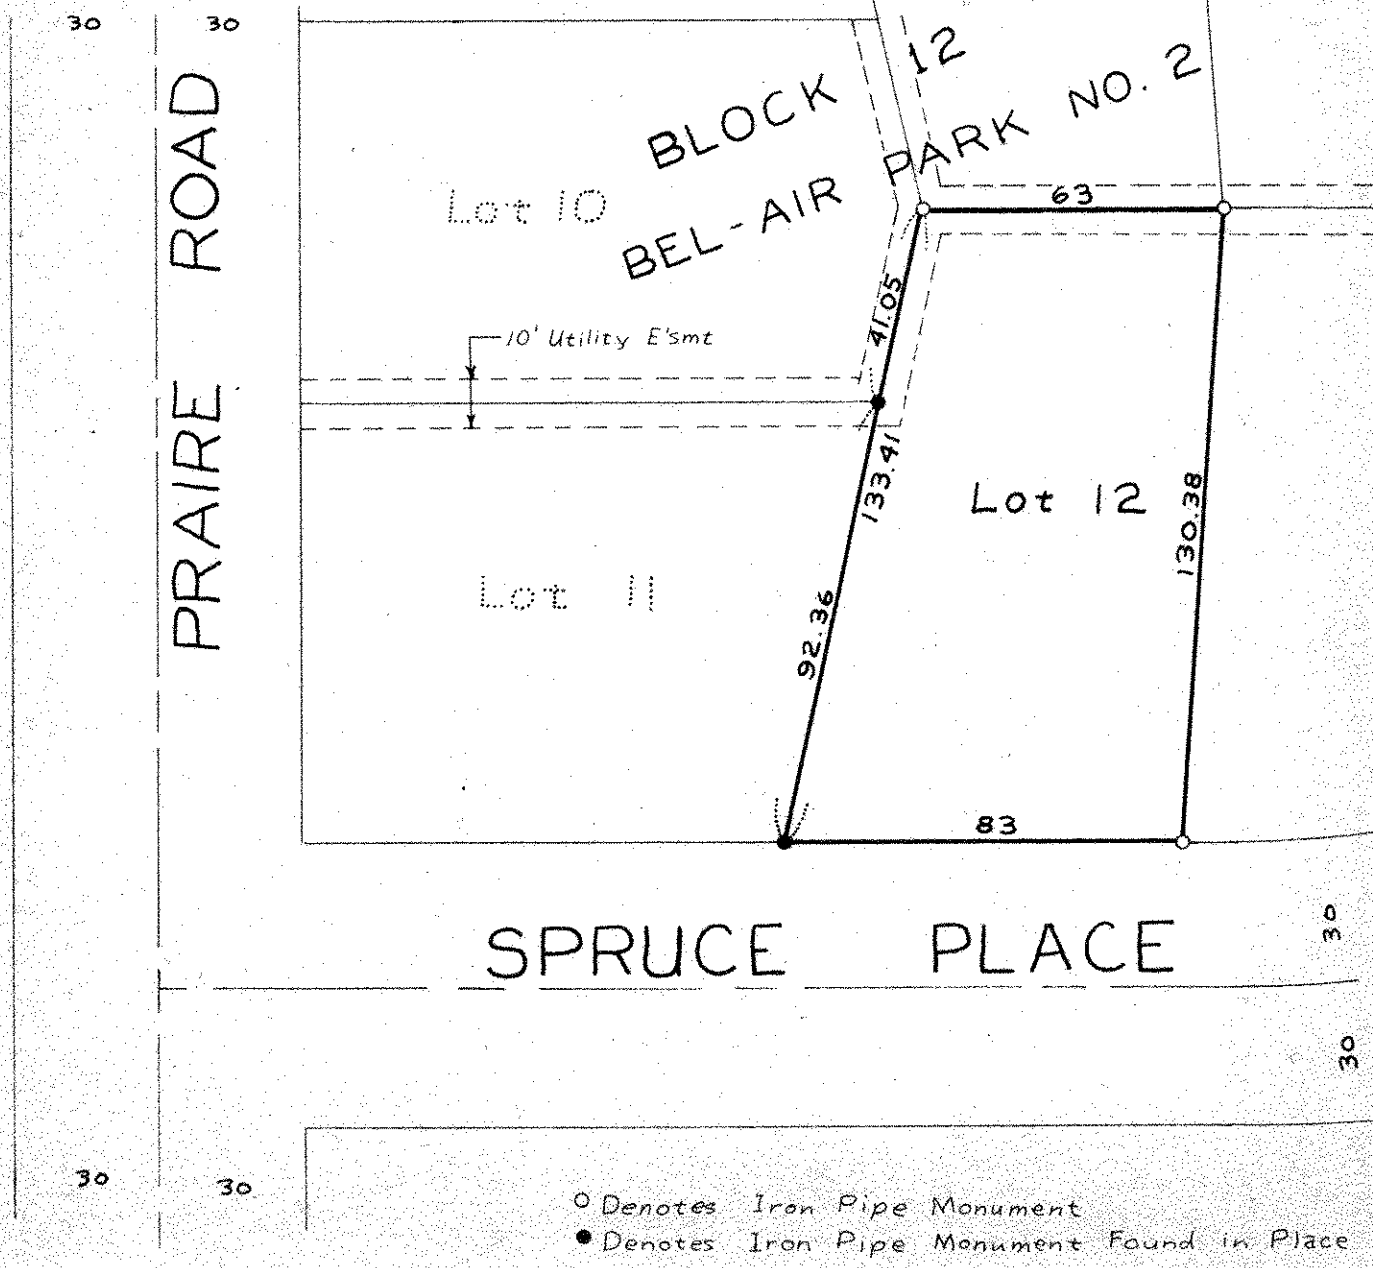 30 30
BLOCK 12
BEL-AIR PARK NO. 2
PRAIRE ROAD
Lot 10
63
41.05
10' Utility E'smt
133.41
Lot 12
130.38
Lot 11
92.36
83
SPRUCE PLACE
30
30
30 30
Denotes Iron Pipe Monument
Denotes Iron Pipe Monument Found in Place